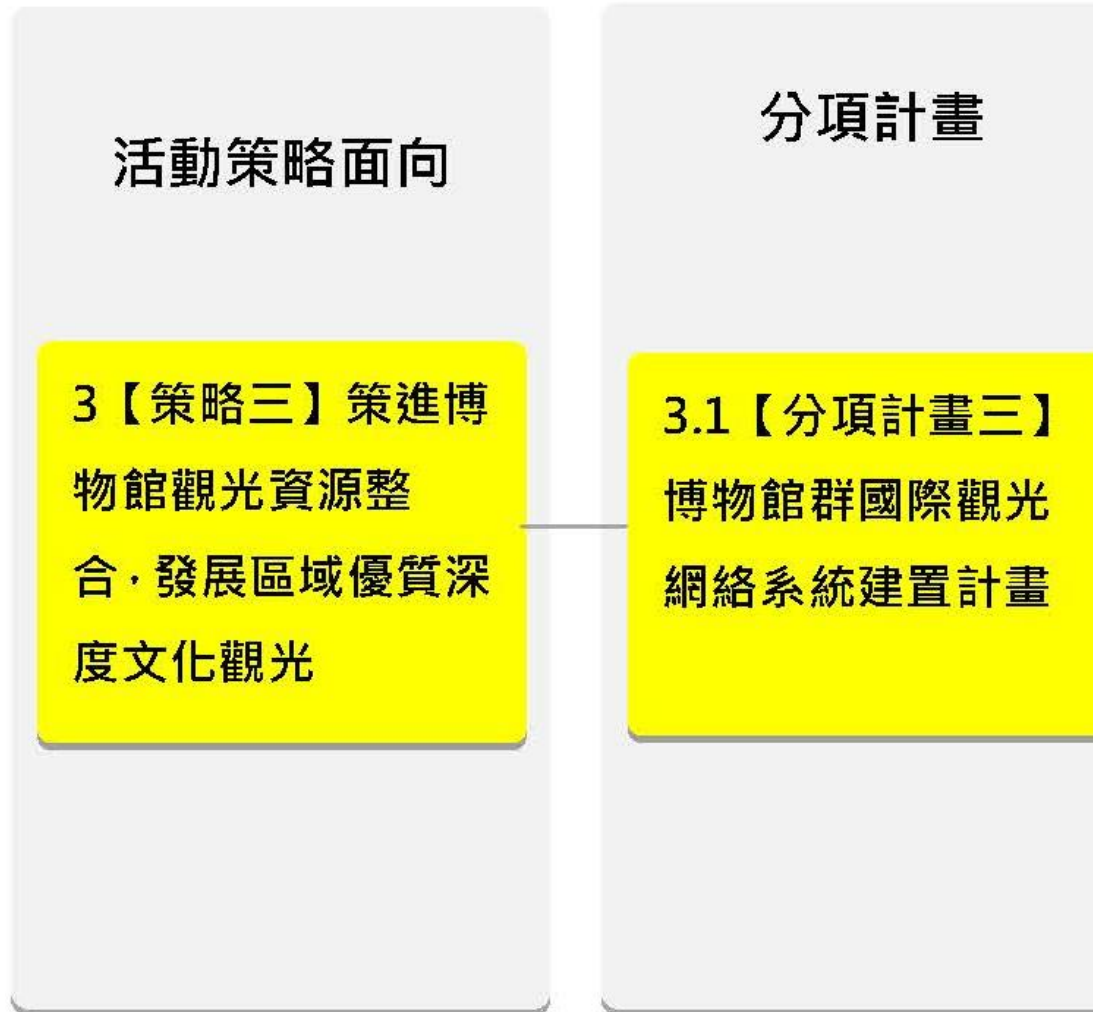 活動策略面向
3【策略三】策進博
物館觀光資源整
合，發展區域優質深
度文化觀光
分項計畫
3.1【分項計畫三】
博物館群國際觀光
網絡系統建置計畫